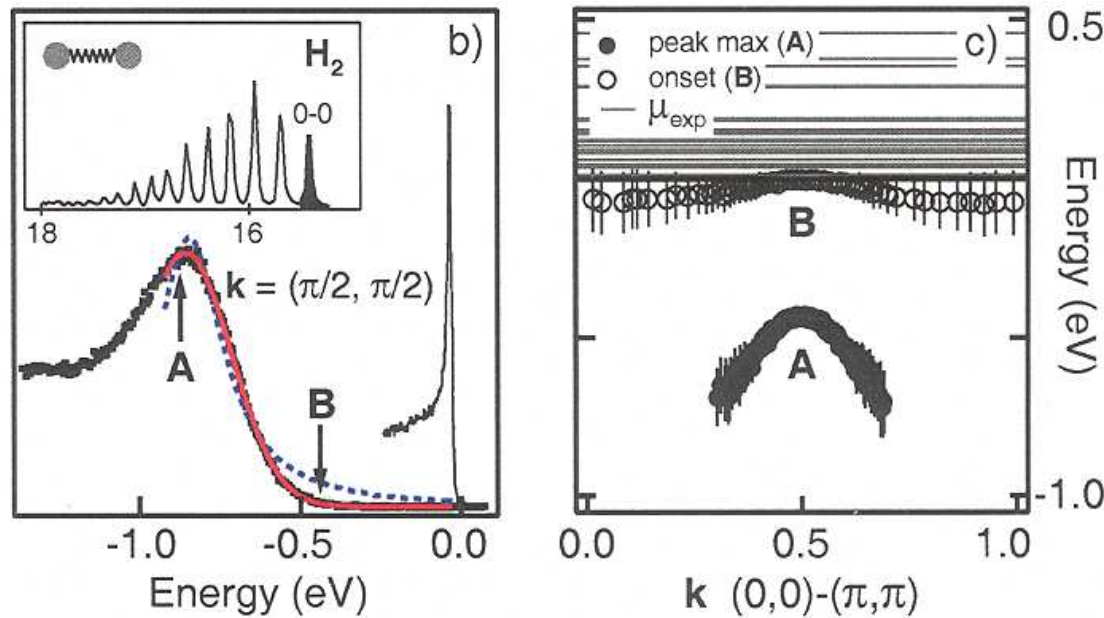 b)
H2
0-0
18
16
k = (π/2, π/2)
A
B
-1.0
-0.5
0.0
Energy (eV)
c)
peak max (A)
onset (B)
μexp
B
A
0.5
Energy (eV)
-1.0
0.0
0.5
1.0
k (0,0)-(π,π)